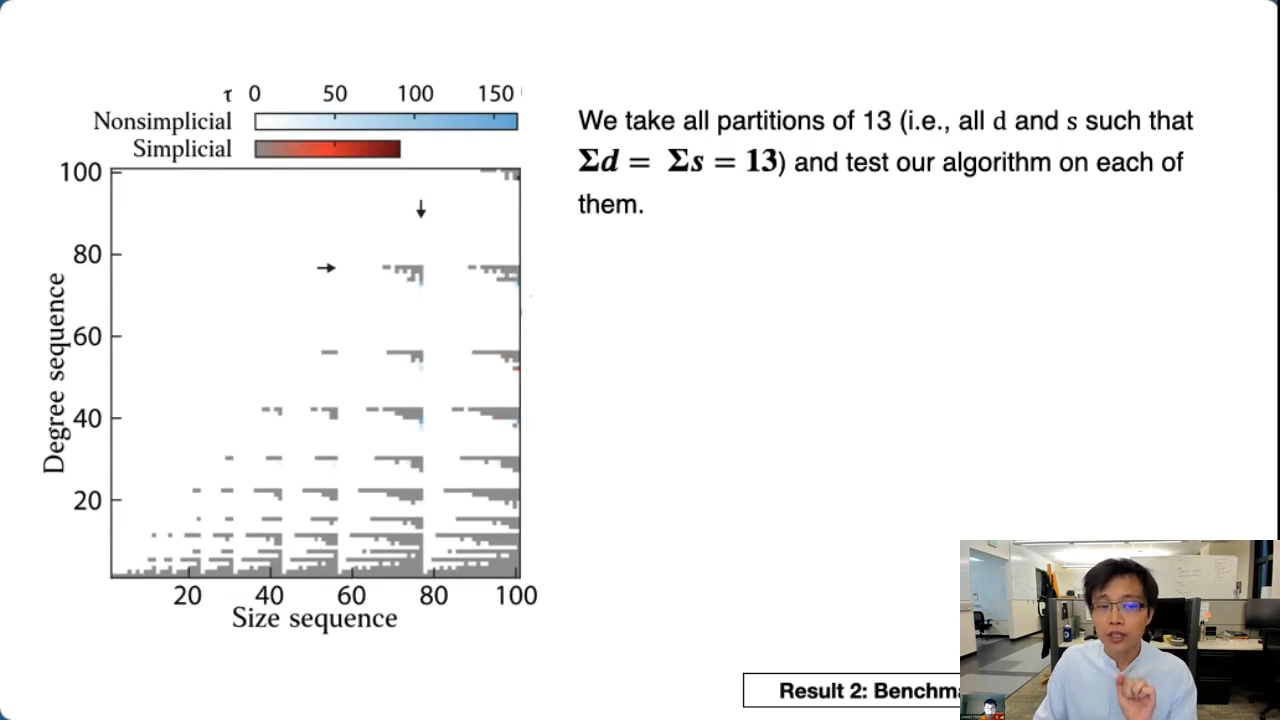 τ 0 50 100 150
Nonsimplicial
Simplicial
100
80
60
40
20
Degree sequence
20 40 60 80 100
Size sequence
We take all partitions of 13 (i.e., all d and s such that
Σd = Σs = 13) and test our algorithm on each of
them.
Result 2: